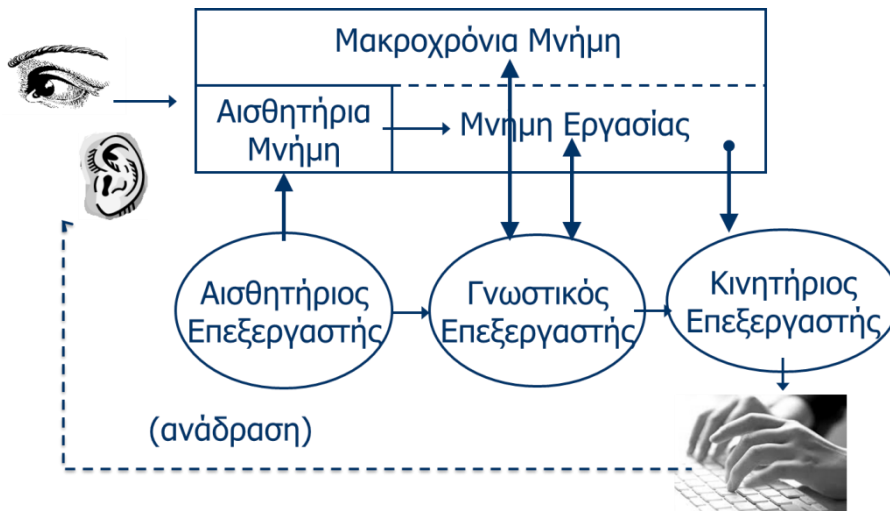 Μακροχρόνια Μνήμη
Αισθητήρια
Μνήμη
Μνημη Εργασίας
Αισθητήριος
Επεξεργαστής
Γνωστικός
Επεξεργαστής
Κινητήριος
Επεξεργαστής
(ανάδραση)